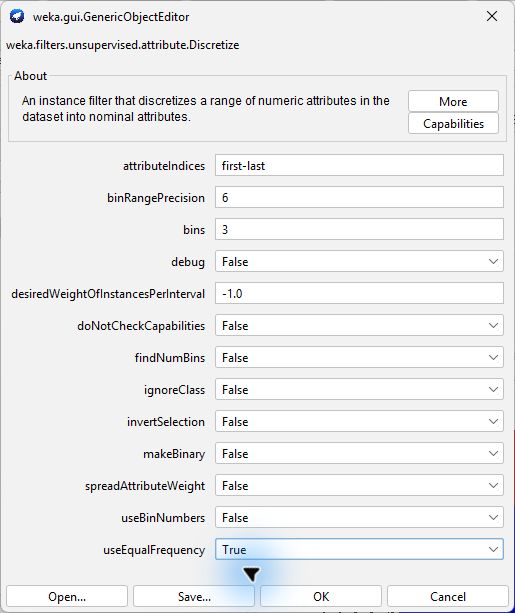 weka.gui.GenericObjectEditor
weka.filters.unsupervised.attribute.Discretize
About
An instance filter that discretizes a range of numeric attributes in the
dataset into nominal attributes.
More
Capabilities
attributeIndices first-last
binRangePrecision 6
bins 3
debug False
desiredWeightOfInstancesPerInterval -1.0
doNotCheckCapabilities False
findNumBins False
ignoreClass False
invertSelection False
makeBinary False
spreadAttributeWeight False
useBinNumbers False
useEqualFrequency True
Open... Save... OK Cancel